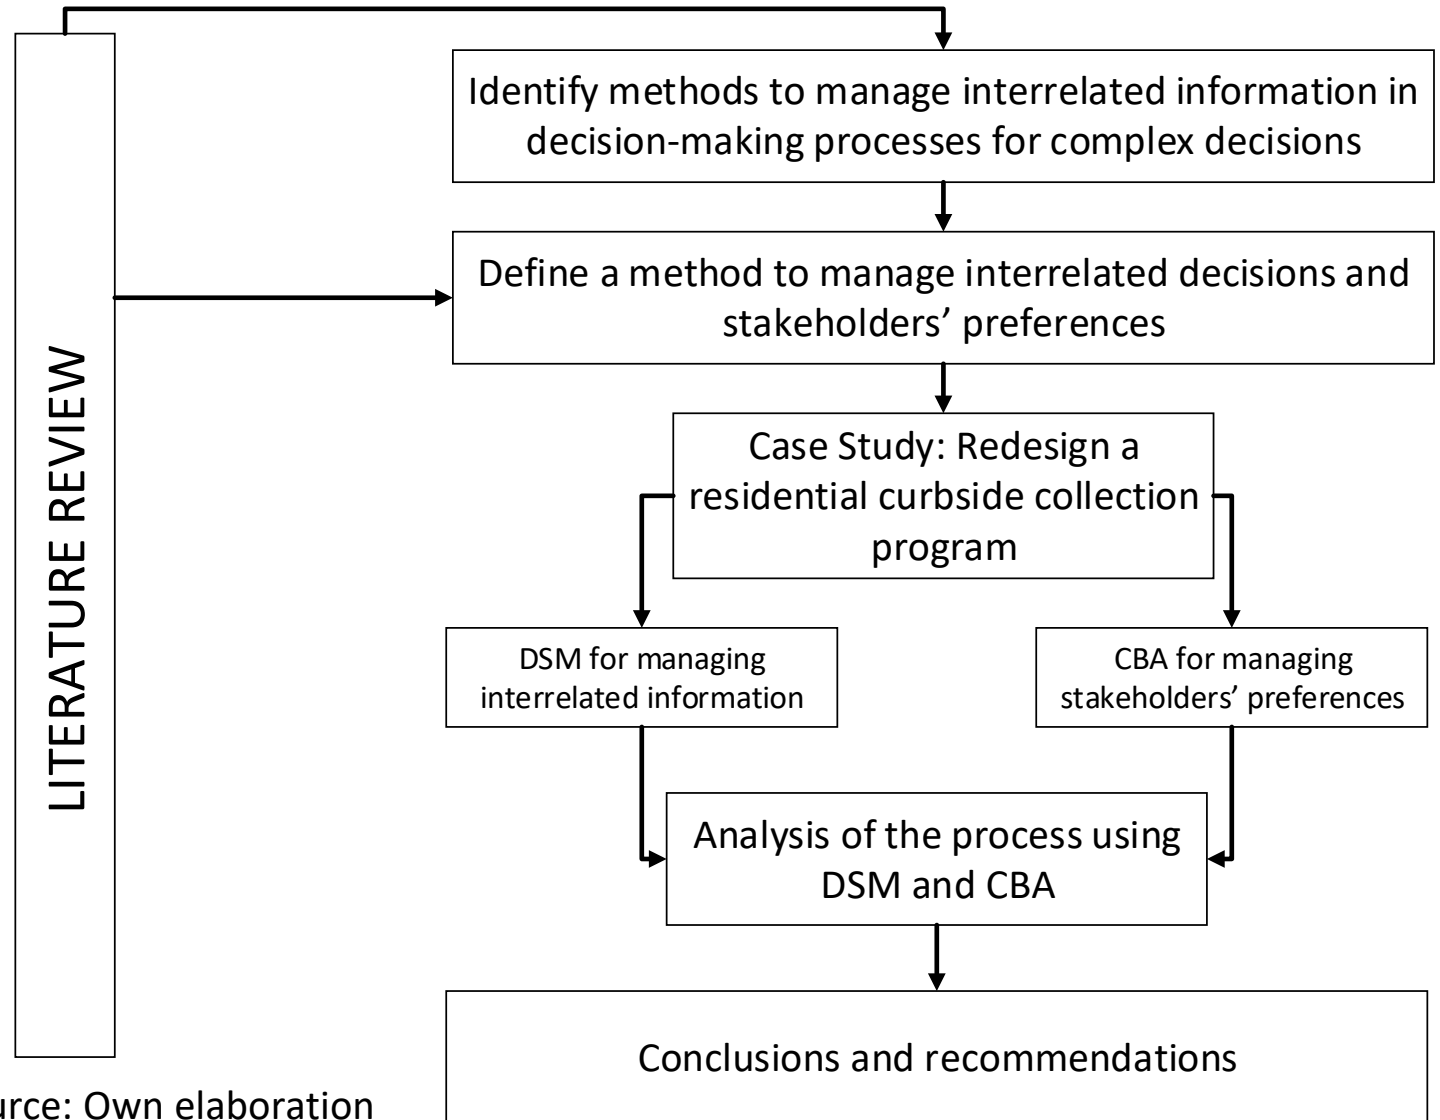 LITERATURE REVIEW
Identify methods to manage interrelated information in
decision-making processes for complex decisions
Define a method to manage interrelated decisions and
stakeholders’ preferences
Case Study: Redesign a
residential curbside collection
program
DSM for managing
interrelated information
CBA for managing
stakeholders’ preferences
Analysis of the process using
DSM and CBA
Conclusions and recommendations
urce: Own elaboration